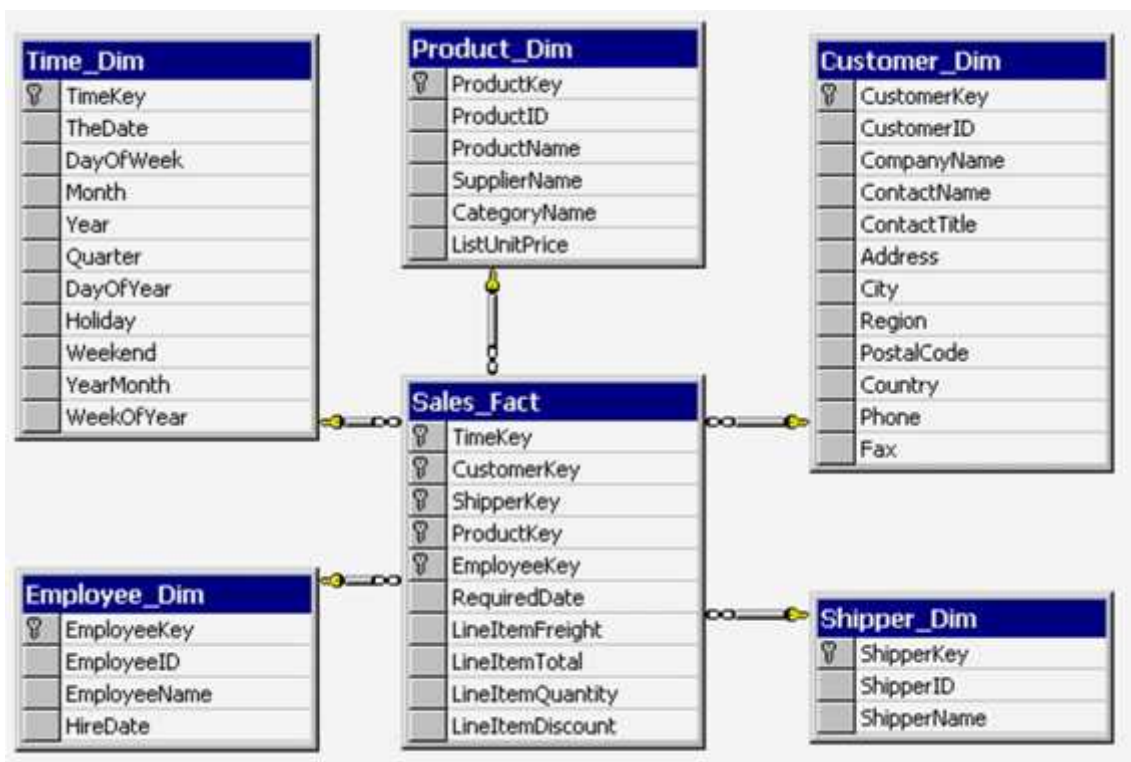 Time_Dim
TimeKey
TheDate
DayOfWeek
Month
Year
Quarter
DayOfYear
Holiday
Weekend
YearMonth
WeekOfYear
Product_Dim
ProductKey
ProductID
ProductName
SupplierName
CategoryName
ListUnitPrice
Customer_Dim
CustomerKey
CustomerID
CompanyName
ContactName
ContactTitle
Address
City
Region
PostalCode
Country
Phone
Fax
Sales_Fact
TimeKey
CustomerKey
ShipperKey
ProductKey
EmployeeKey
RequiredDate
LineItemFreight
LineItemTotal
LineItemQuantity
LineItemDiscount
Employee_Dim
EmployeeKey
EmployeeID
EmployeeName
HireDate
Shipper_Dim
ShipperKey
ShipperID
ShipperName